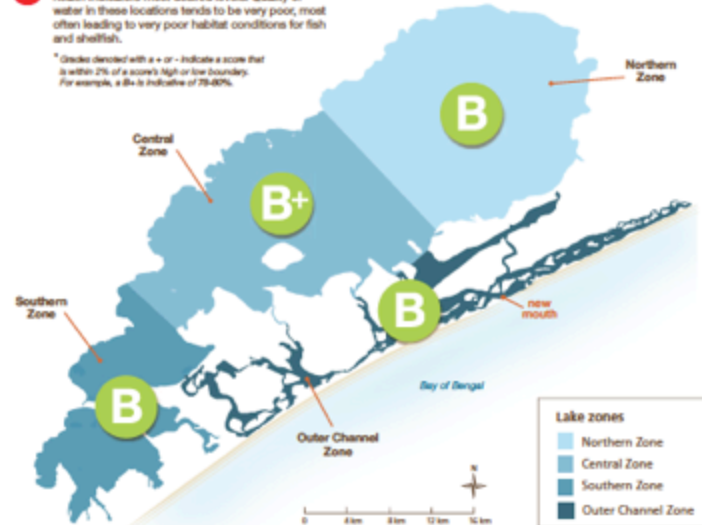 water in these locations tends to be very poor, most
often leading to very poor habitat conditions for fish
and shellfish.
* Grades denoted with a + or - indicate a score that
is within 2% of a score's high or low boundary.
For example, a B+ is indicative of 78-80%.
Northern
Zone
B
Central
Zone
B+
Southern
Zone
B
new
mouth
B
Bay of Bengal
Outer Channel
Zone
Lake zones
Northern Zone
Central Zone
Southern Zone
Outer Channel Zone
N
0 4 km 8 km 12 km 16 km